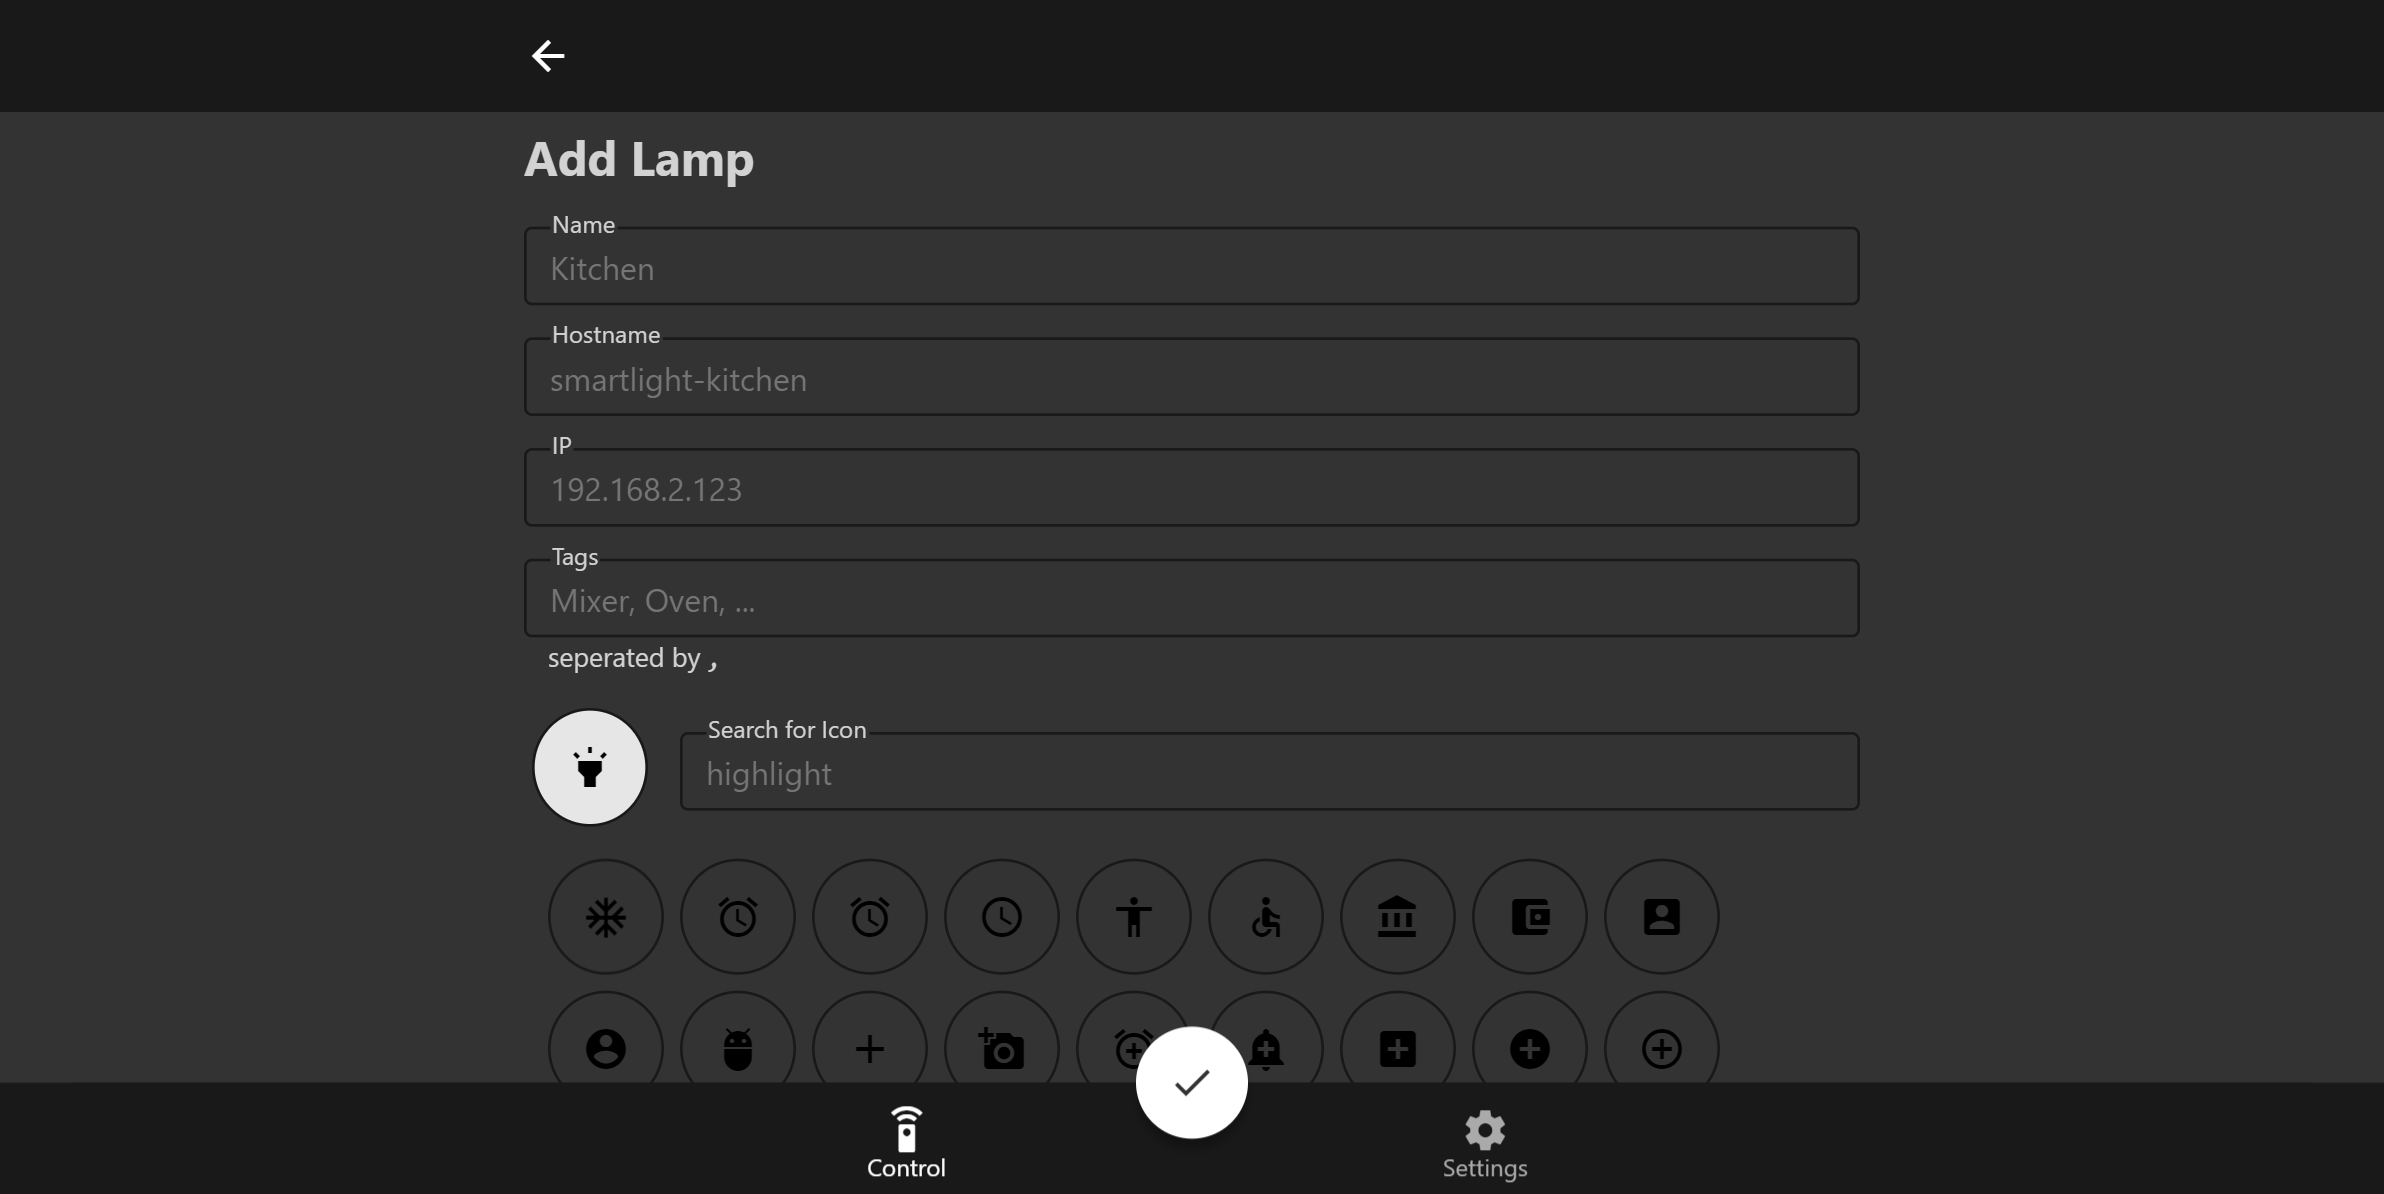 Add Lamp
Name
Kitchen
Hostname
smartlight-kitchen
IP
192.168.2.123
Tags
Mixer, Oven, ...
seperated by ,
Search for Icon
highlight
Control
Settings